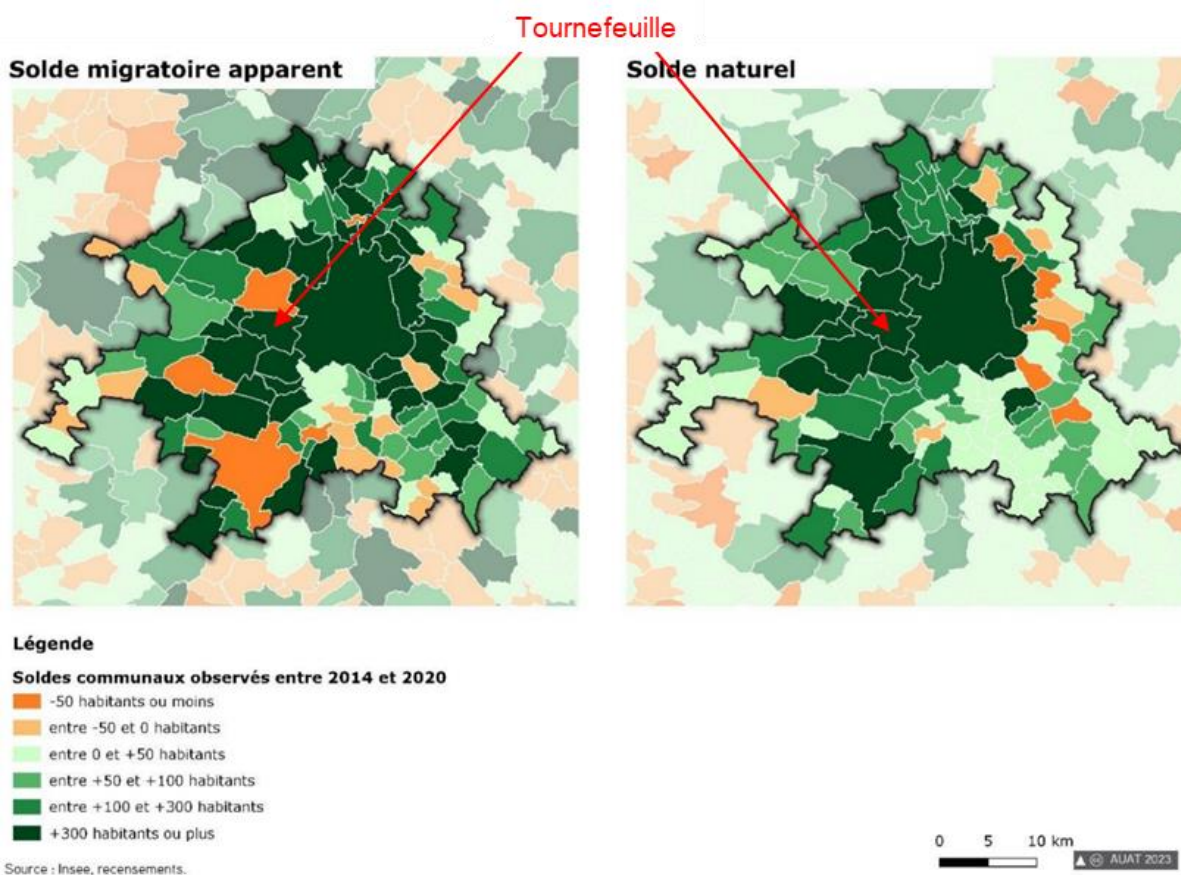 Tournefeuille
Solde migratoire apparent
Solde naturel
Légende
Soldes communaux observés entre 2014 et 2020
-50 habitants ou moins
entre -50 et 0 habitants
entre 0 et +50 habitants
entre +50 et +100 habitants
entre +100 et +300 habitants
+300 habitants ou plus
Source : Insee, recensements.
0 5 10 km
AUAT 2023